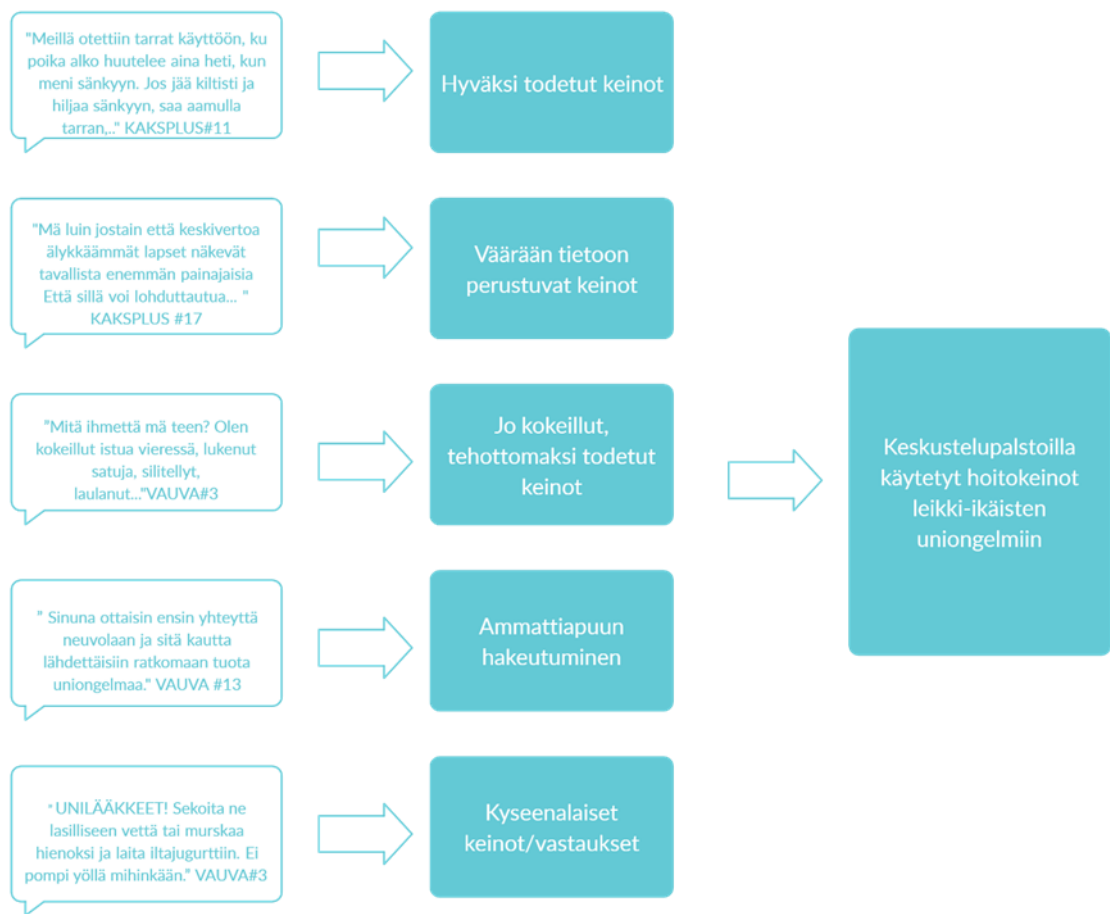 "Meillä otettiin tarrat käyttöön, ku
poika alko huutelee aina heti, kun
meni sänkyyn. Jos jää kiltisti ja
hiljaa sänkyyn, saa aamulla
tarran,.." KAKSPLUS#11
Hyväksi todetut keinot
"Mä luin jostain että keskivertoa
älykkäämmät lapset näkevät
tavallista enemmän painajaisia
Että sillä voi lohduttautua... "
KAKSPLUS #17
Väärään tietoon
perustuvat keinot
"Mitä ihmettä mä teen? Olen
kokeillut istua vieressä, lukenut
satuja, silitellyt,
laulanut..."VAUVA#3
Jo kokeillut,
tehottomaksi todetut
keinot
" Sinuna ottaisin ensin yhteyttä
neuvolaan ja sitä kautta
lähdettäisiin ratkomaan tuota
uniongelmaa." VAUVA #13
Ammattiapuun
hakeutuminen
"UNILÄÄKKEET! Sekoita ne
lasilliseen vettä tai murskaa
hienoksi ja laita iltajugurttiin. Ei
pompi yöllä mihinkään." VAUVA#3
Kyseenalaiset
keinot/vastaukset
Keskustelupalstoilla
käytetyt hoitokeinot
leikki-ikäisten
uniongelmiin